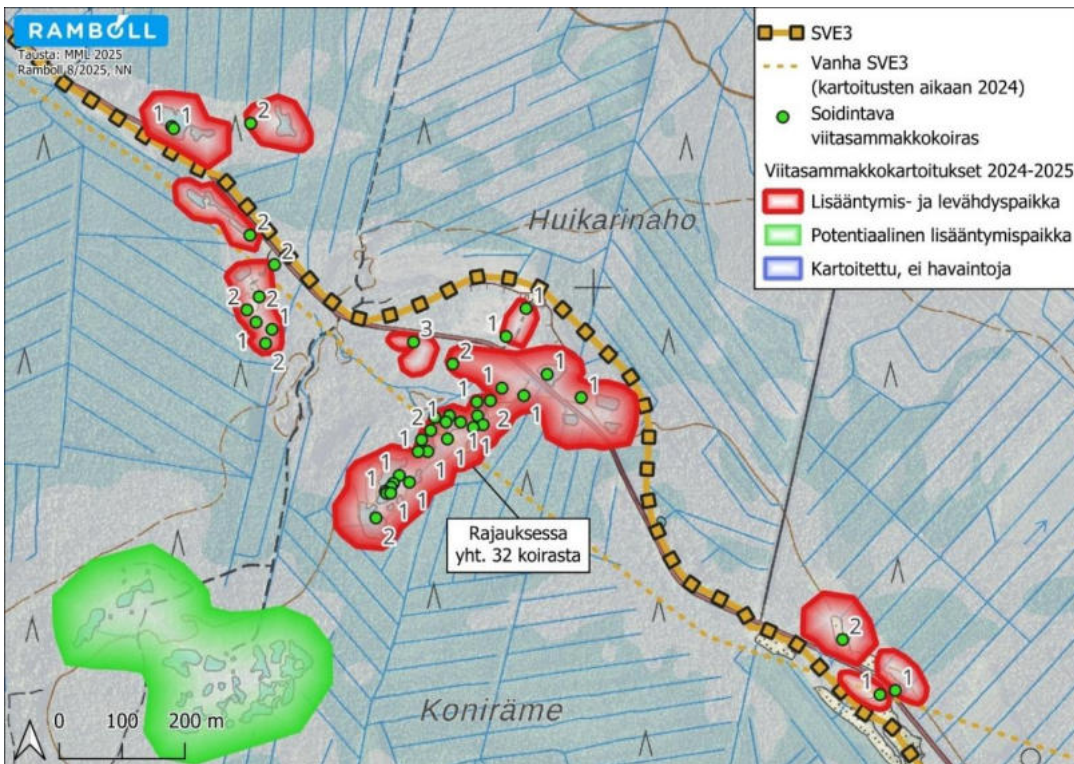 RAMBOLL
Tausta: MML 2025
Ramboll 8/2025, NN
SVE3
Vanha SVE3
(kartoitusten aikaan 2024)
Soidintava
viitasammakkokoiras
Viitasammakkokartoitukset 2024-2025
Lisääntymis- ja levähdyspaikka
Potentiaalinen lisääntymispaikka
Kartoitettu, ei havaintoja
1 1 2
Huikarinaho
2
2
2 2
1
1
2
1
1
3
2
1
1
1 1
2 1
2 1
1 1
1 1
1
1 1
1 1
1
2
Rajauksessa
yht. 32 koirasta
2
1 1
Koniräme
0 100 200 m